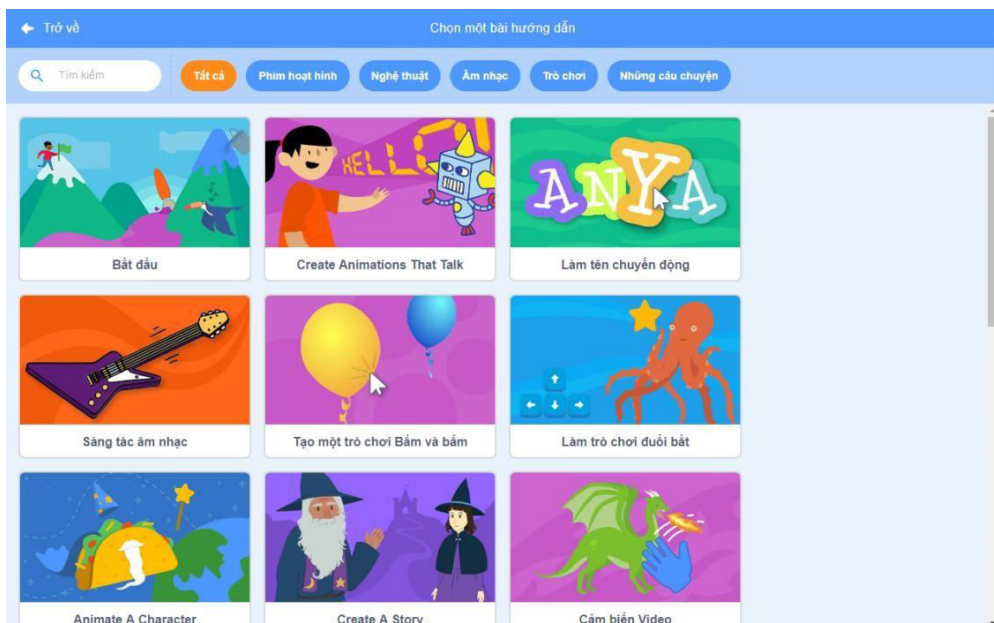 Trở về
Chọn một bài hướng dẫn
Tìm kiếm
Tất cả
Phim hoạt hình
Nghệ thuật
Âm nhạc
Trò chơi
Những câu chuyện
HELLO!
ANYA
Bắt đầu
Create Animations That Talk
Làm tên chuyển động
Sáng tác âm nhạc
Tạo một trò chơi Bấm và bấm
Làm trò chơi đuổi bắt
Animate A Character
Create A Story
Cảm biến Video